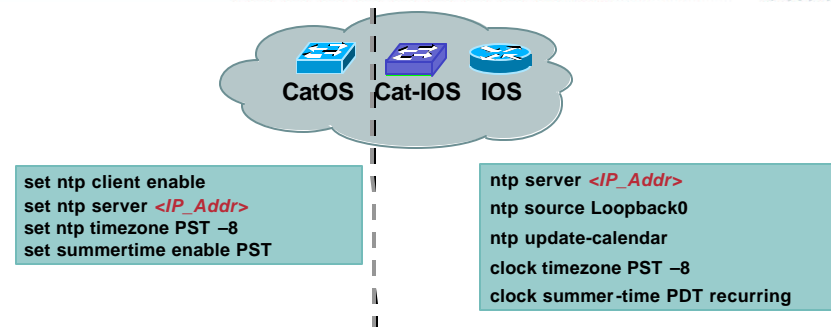 CatOS Cat-IOS IOS
set ntp client enable
set ntp server <IP_Addr>
set ntp timezone PST –8
set summertime enable PST
ntp server <IP_Addr>
ntp source Loopback0
ntp update-calendar
clock timezone PST –8
clock summer-time PDT recurring